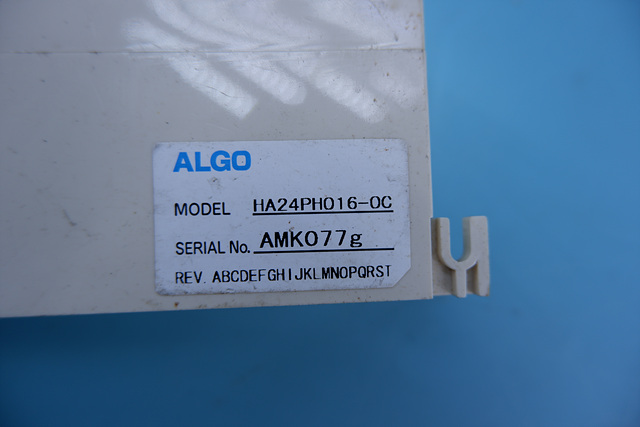 ALGO
MODEL HA24PH016-0C
SERIAL No. AMK077g
REV. ABCDEFGHIJKLMNOPQRST